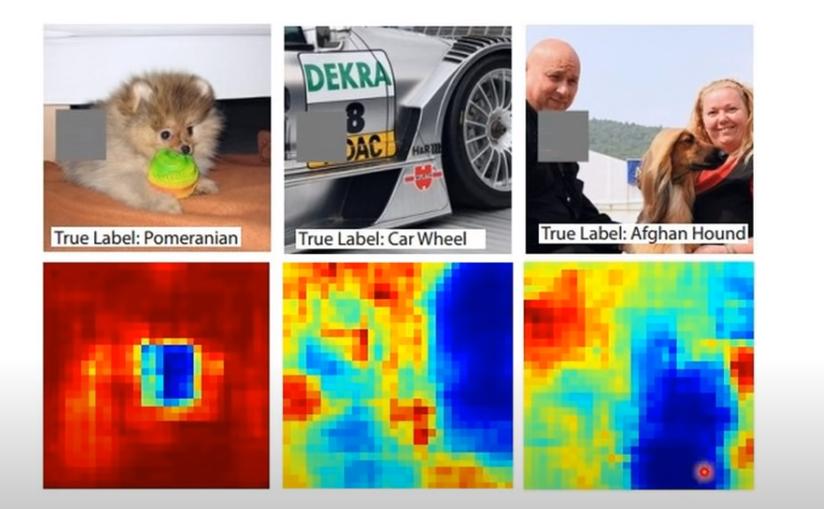 DEKRA
8
DAC
H&R
True Label: Pomeranian
True Label: Car Wheel
True Label: Afghan Hound